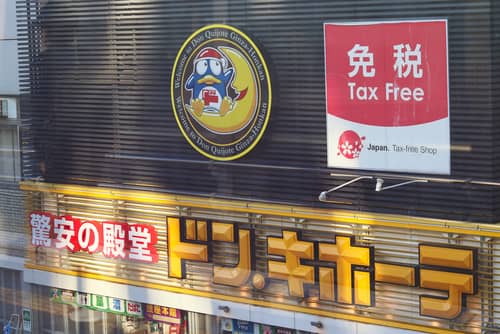 Welcome to Don Quijote Ginza-Honkan
Welcome to Don Quijote Ginza-Honkan
免税
Tax Free
Japan. Tax-free Shop
驚安の殿堂
ドン.キホーテ